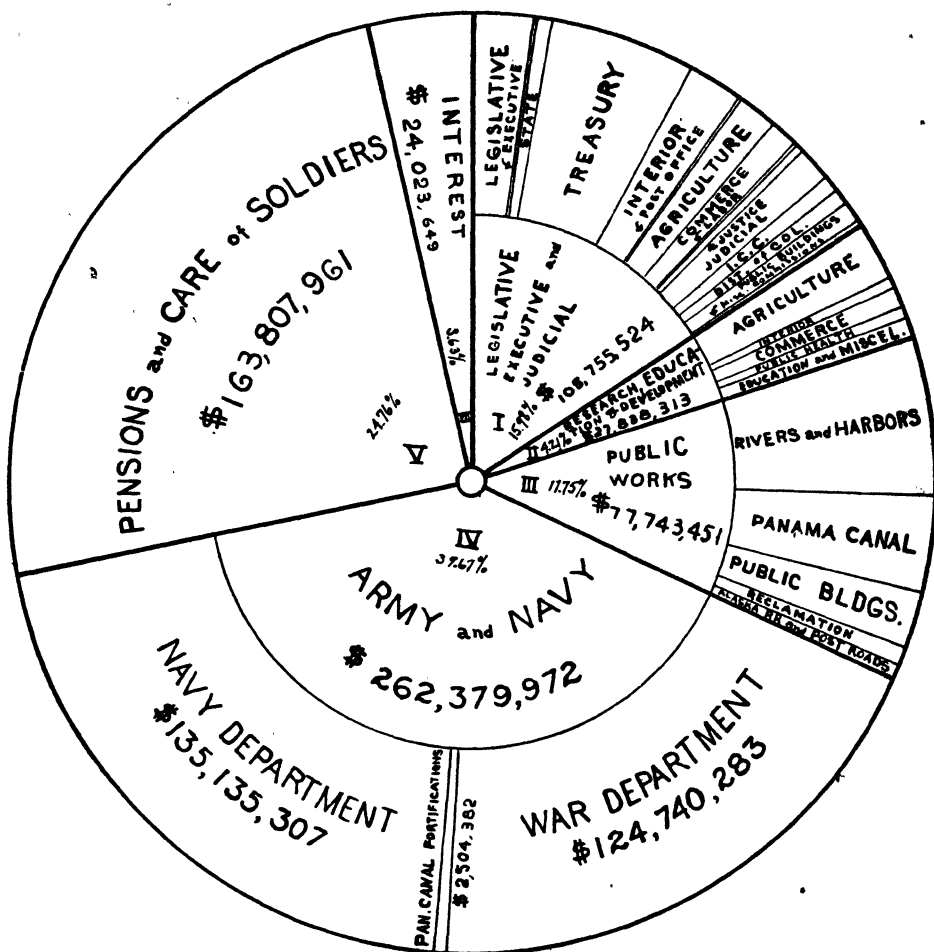 PENSIONS and CARE of SOLDIERS
$163,807,961
24.76%
V
INTEREST
$ 24,023,649
3.63%
LEGISLATIVE
& EXECUTIVE
STATE
TREASURY
INTERIOR
& POST OFFICE
AGRICULTURE
COMMERCE
& LABOR
& JUSTICE
JUDICIAL
I.C.C.
DIST. of COL.
PUBLIC BUILDINGS
LEGISLATIVE
EXECUTIVE and
JUDICIAL
I 15.98% $ 105,755,524
AGRICULTURE
INTERIOR
COMMERCE
PUBLIC HEALTH
EDUCATION and MISCEL.
RESEARCH, EDUCA-
TION & DEVELOPMENT
II 4.21% $27,838,313
RIVERS and HARBORS
PANAMA CANAL
PUBLIC BLDGS.
RECLAMATION
ALASKA RR and POST ROADS
PUBLIC
WORKS
III 11.75% $77,743,451
IV
39.67%
ARMY and NAVY
$ 262,379,972
NAVY DEPARTMENT
$135,135,307
PAN. CANAL FORTIFICATIONS
$2,504,382
WAR DEPARTMENT
$124,740,283